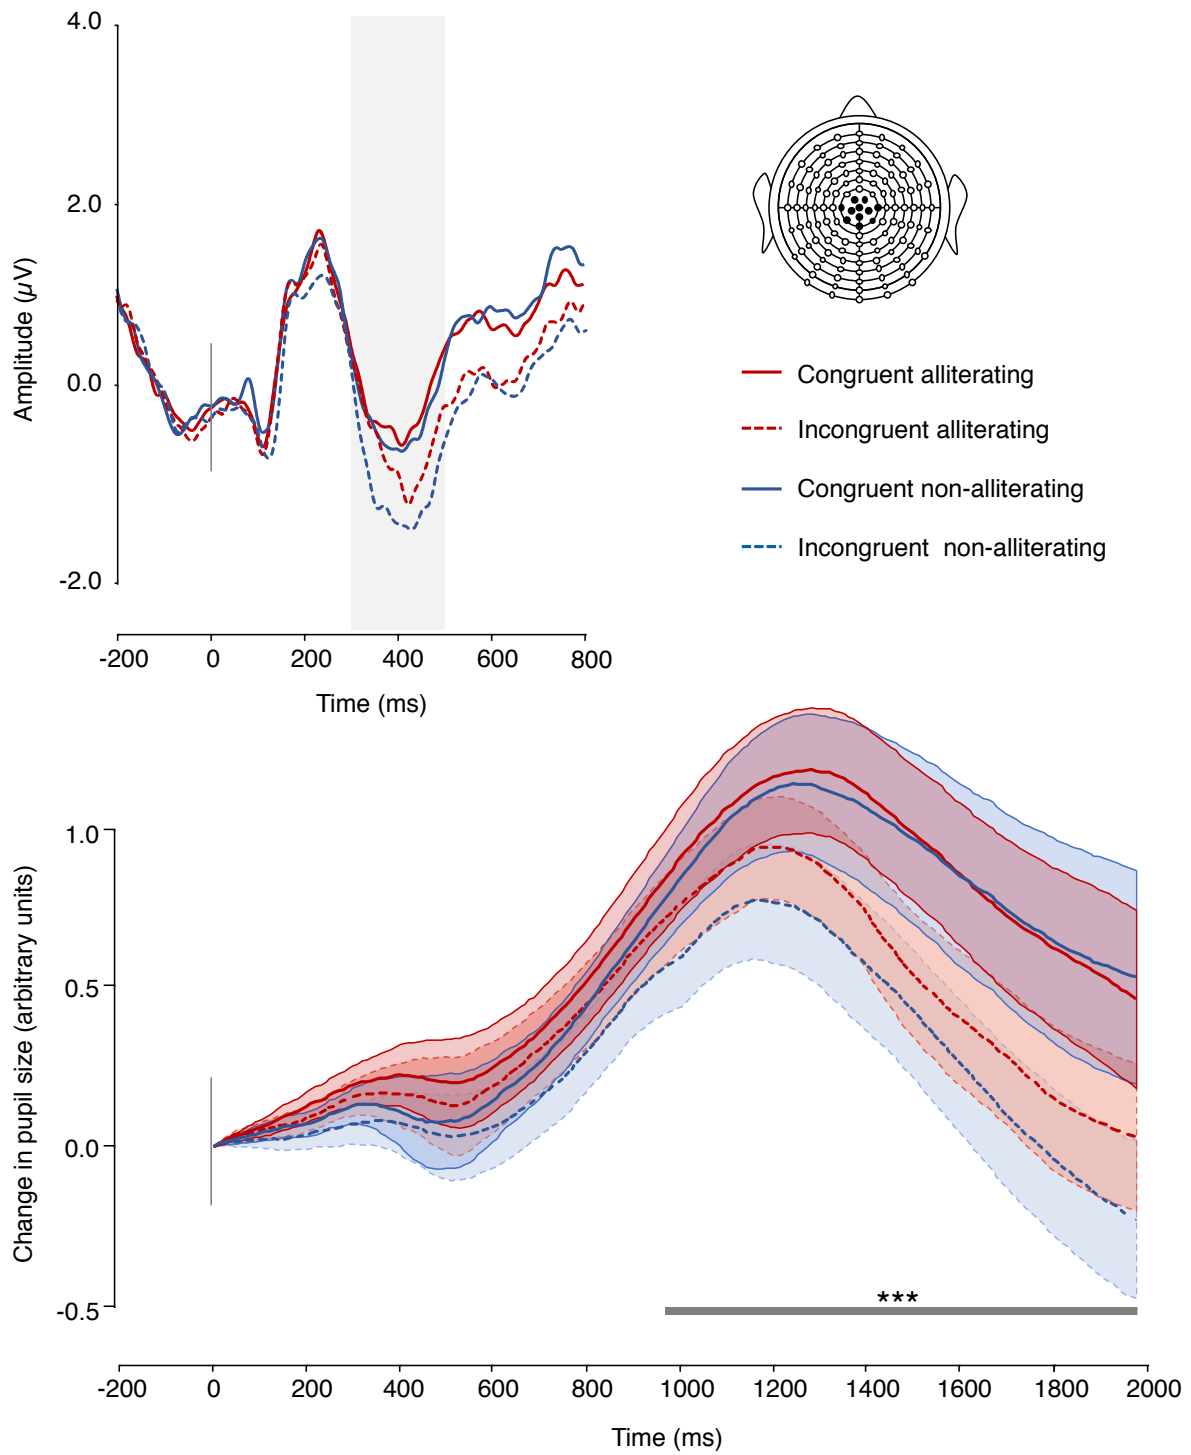 4.0
2.0
0.0
-2.0
Amplitude (µV)
-200 0 200 400 600 800
Time (ms)
Congruent alliterating
Incongruent alliterating
Congruent non-alliterating
Incongruent non-alliterating
1.0
0.5
0.0
-0.5
Change in pupil size (arbitrary units)
***
-200 0 200 400 600 800 1000 1200 1400 1600 1800 2000
Time (ms)